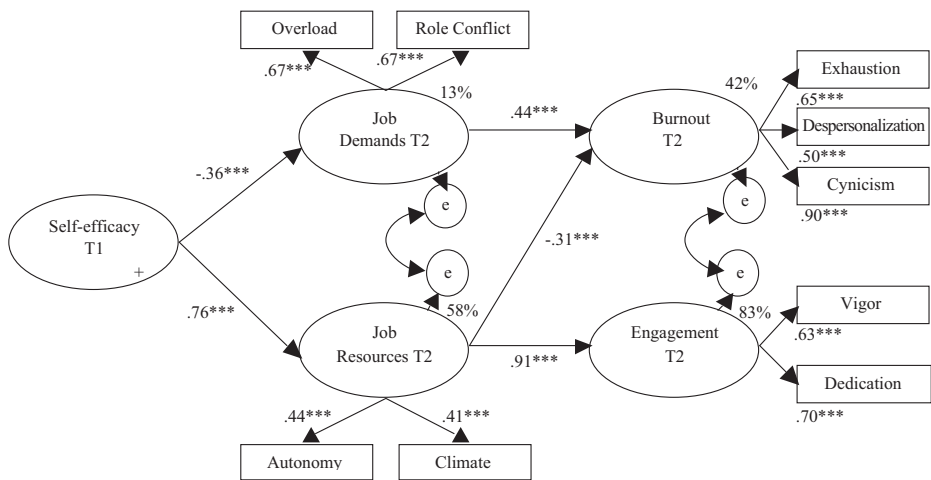 Overload
Role Conflict
.67***
.67***
13%
Job
Demands T2
.44***
42%
Burnout
T2
Exhaustion
.65***
Despersonalization
.50***
Cynicism
.90***
-.36***
e
e
Self-efficacy
T1
+
-.31***
e
e
.76***
58%
Job
Resources T2
.91***
83%
Engagement
T2
Vigor
.63***
Dedication
.70***
.44***
.41***
Autonomy
Climate